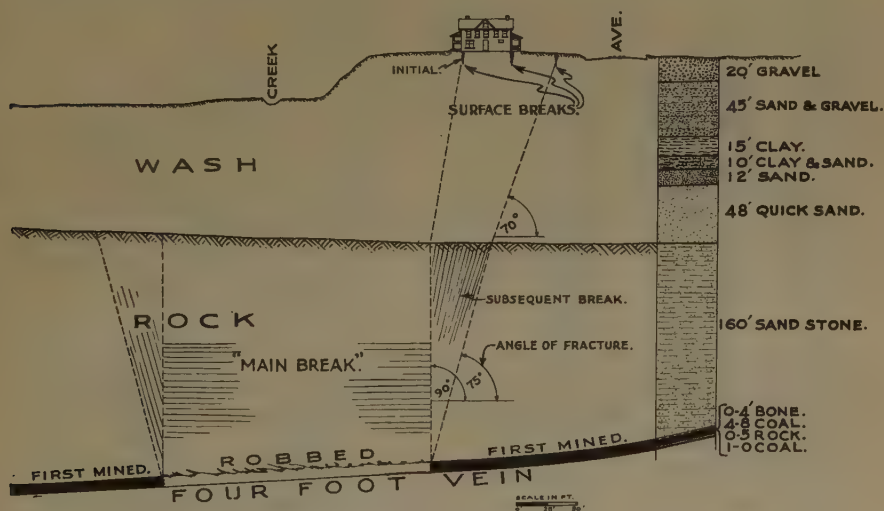 CREEK
AVE.
INITIAL.
SURFACE BREAKS.
WASH
70°
20' GRAVEL
45' SAND & GRAVEL.
15' CLAY.
10' CLAY & SAND.
12' SAND.
48' QUICK SAND.
ROCK
SUBSEQUENT BREAK.
"MAIN BREAK".
ANGLE OF FRACTURE.
90°
75°
160' SAND STONE.
0-4' BONE.
4-8 COAL.
0-5' ROCK.
1-0 COAL.
FIRST MINED.
ROBBED
FIRST MINED.
FOUR FOOT VEIN
SCALE IN FT.
0' 25' 50'